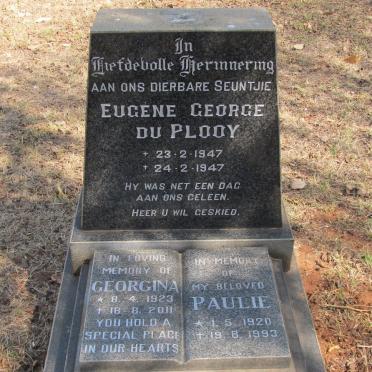 In
Liefdevolle Herinnering
AAN ONS DIERBARE SEUNTJIE
EUGENE GEORGE
DU PLOOY
* 23-2-1947
+ 24-2-1947
HY WAS NET EEN DAG
AAN ONS GELEEN.
HEER U WIL GESKIED.
IN LOVING
MEMORY OF
GEORGINA
* 8.4.1923
+ 18.8.2011
YOU HOLD A
SPECIAL PLACE
IN OUR HEARTS
IN MEMORY
OF
MY BELOVED
PAULIE
* 1.5.1920
+ 19.8.1993